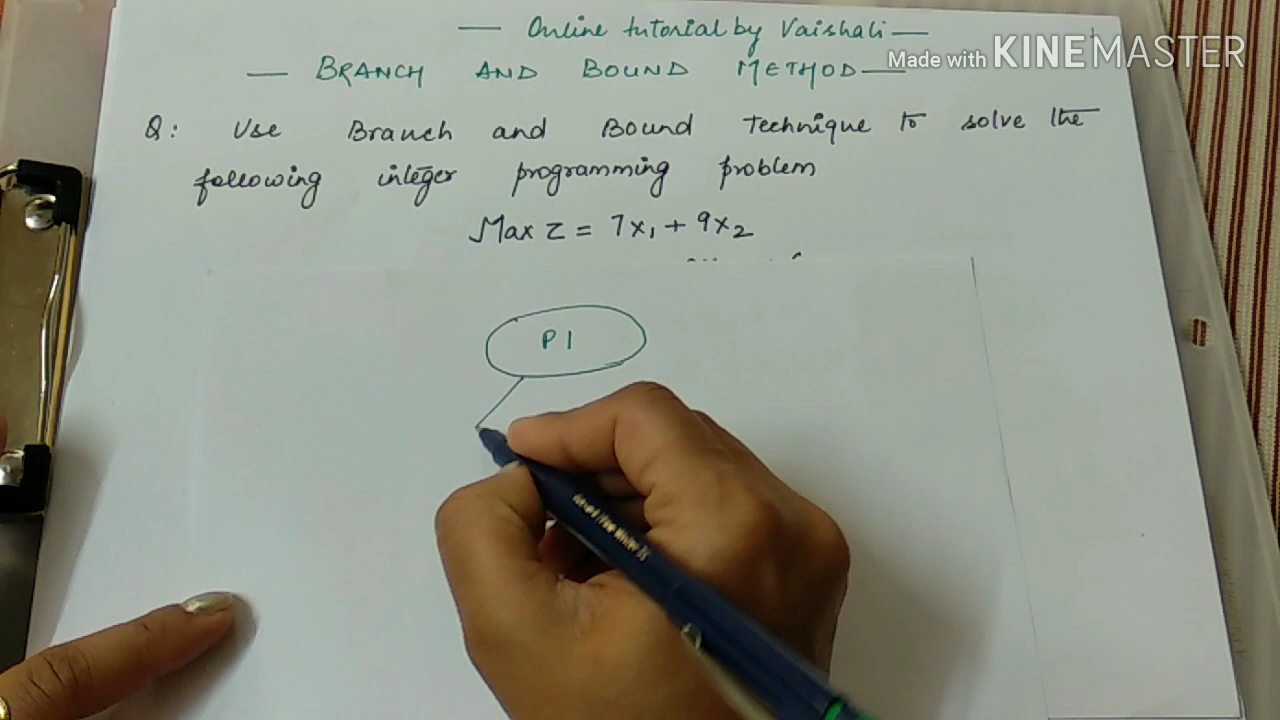 — Online tutorial by Vaishali —
Made with KINEMASTER
— BRANCH AND BOUND METHOD —
Q: Use Branch and Bound Technique to solve the
following integer programming problem
Max Z = 7x₁ + 9x₂
P1